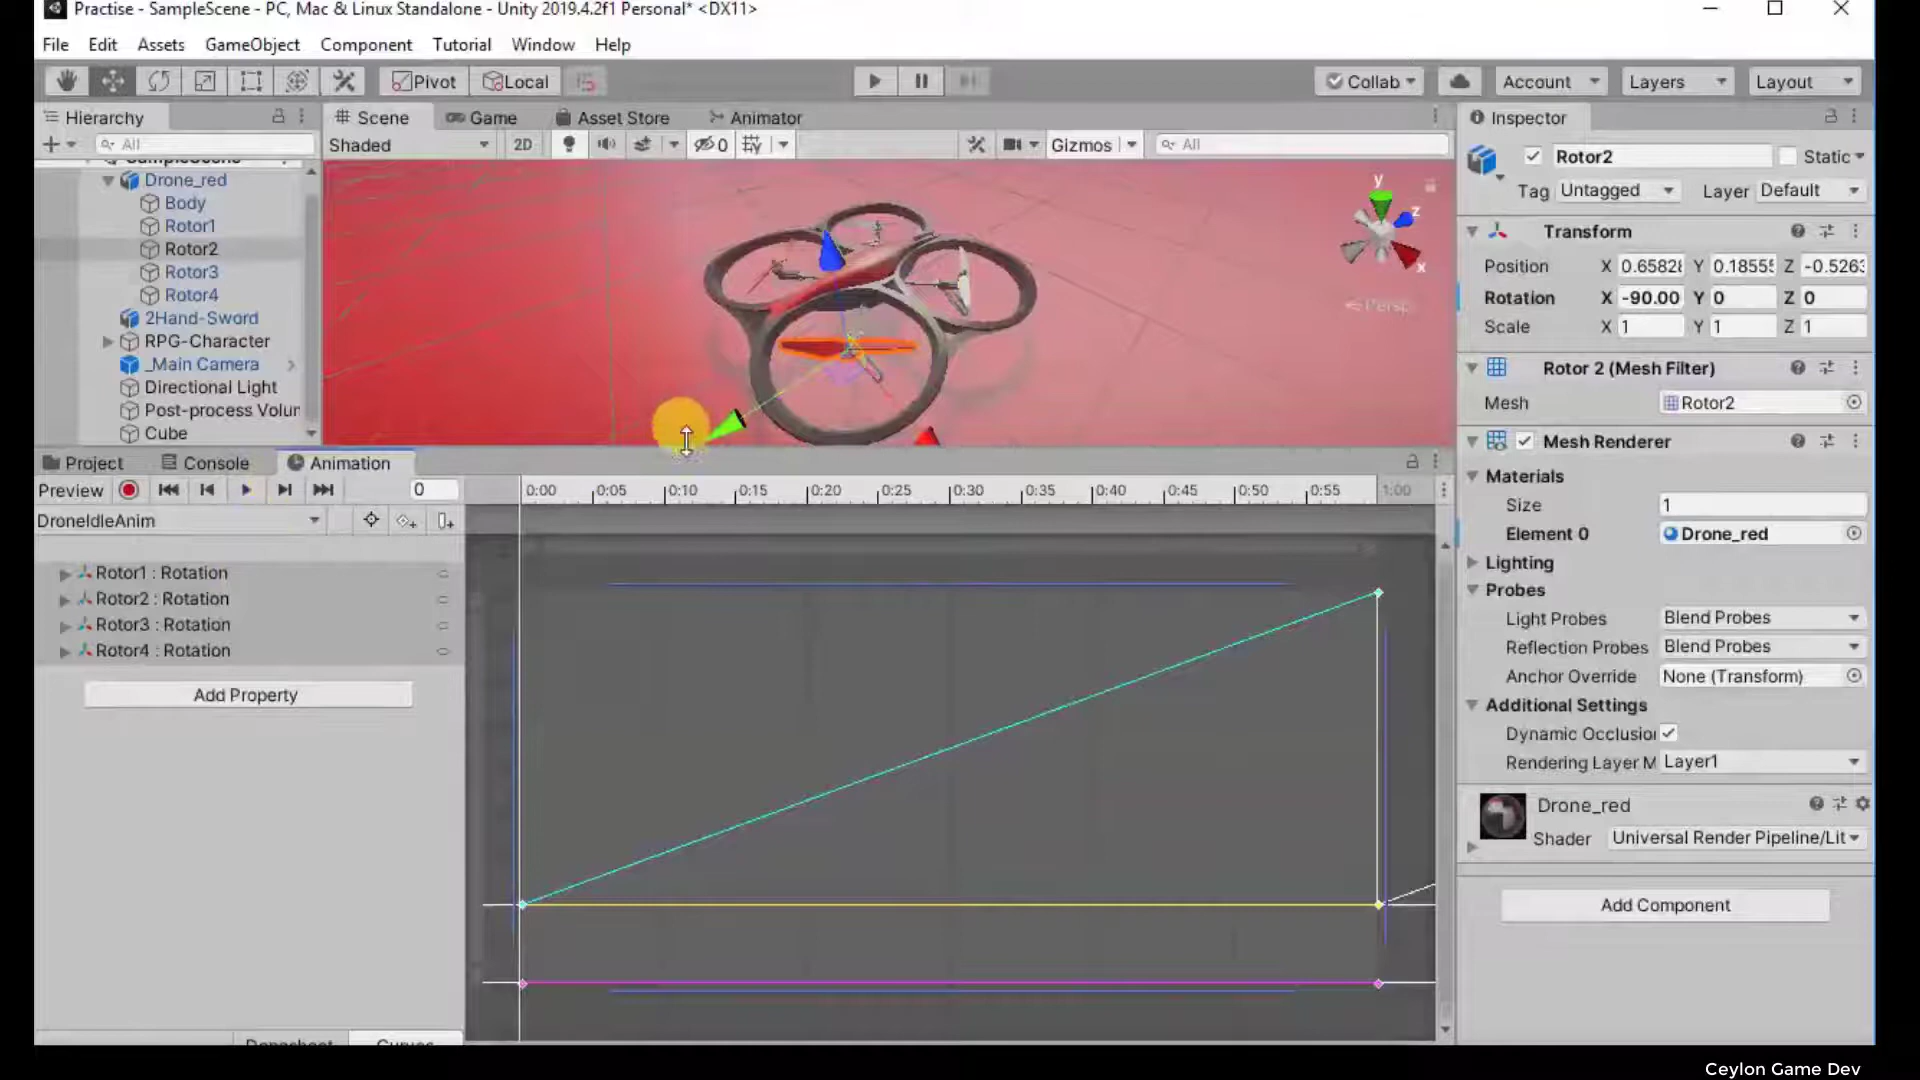 Practise - SampleScene - PC, Mac & Linux Standalone - Unity 2019.4.2f1 Personal* <DX11>
File Edit Assets GameObject Component Tutorial Window Help
Pivot Local Collab Account Layers Layout
Hierarchy
All
SampleScene
Drone_red
Body
Rotor1
Rotor2
Rotor3
Rotor4
2Hand-Sword
RPG-Character
_Main Camera
Directional Light
Post-process Volur
Cube
Scene Game Asset Store Animator
Shaded 2D 0 Gizmos All
y
z
x
Persp
Project Console Animation
Preview 0
DroneIdleAnim
Rotor1 : Rotation
Rotor2 : Rotation
Rotor3 : Rotation
Rotor4 : Rotation
Add Property
Dopesheet Curves
0:00 0:05 0:10 0:15 0:20 0:25 0:30 0:35 0:40 0:45 0:50 0:55 1:00
Inspector
Rotor2 Static
Tag Untagged Layer Default
Transform
Position X 0.6582 Y 0.1855 Z -0.526
Rotation X -90.00 Y 0 Z 0
Scale X 1 Y 1 Z 1
Rotor 2 (Mesh Filter)
Mesh Rotor2
Mesh Renderer
Materials
Size 1
Element 0 Drone_red
Lighting
Probes
Light Probes Blend Probes
Reflection Probes Blend Probes
Anchor Override None (Transform)
Additional Settings
Dynamic Occlusio
Rendering Layer M Layer1
Drone_red
Shader Universal Render Pipeline/Lit
Add Component
Ceylon Game Dev